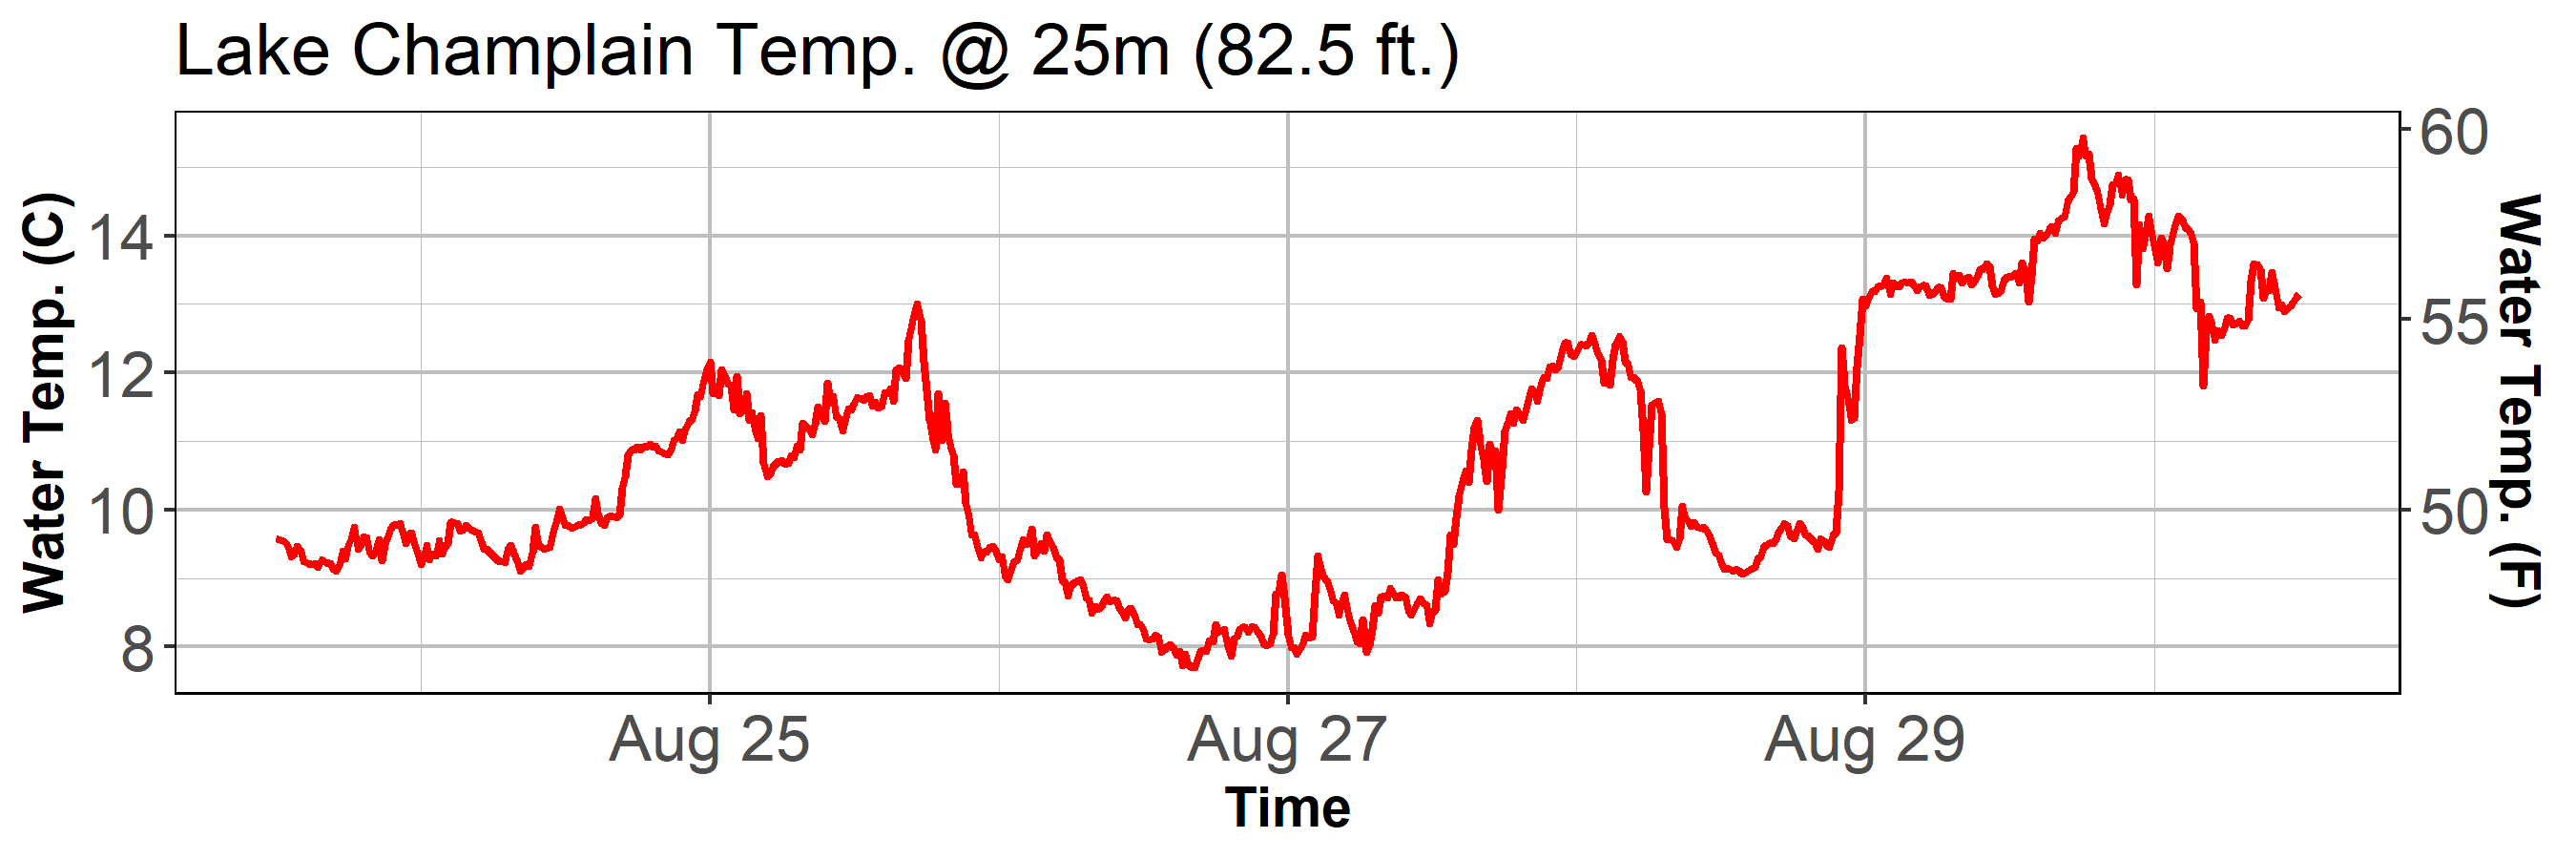 Lake Champlain Temp. @ 25m (82.5 ft.)
Water Temp. (C)
14
12
10
8
60
55
50
Water Temp. (F)
Aug 25
Aug 27
Aug 29
Time